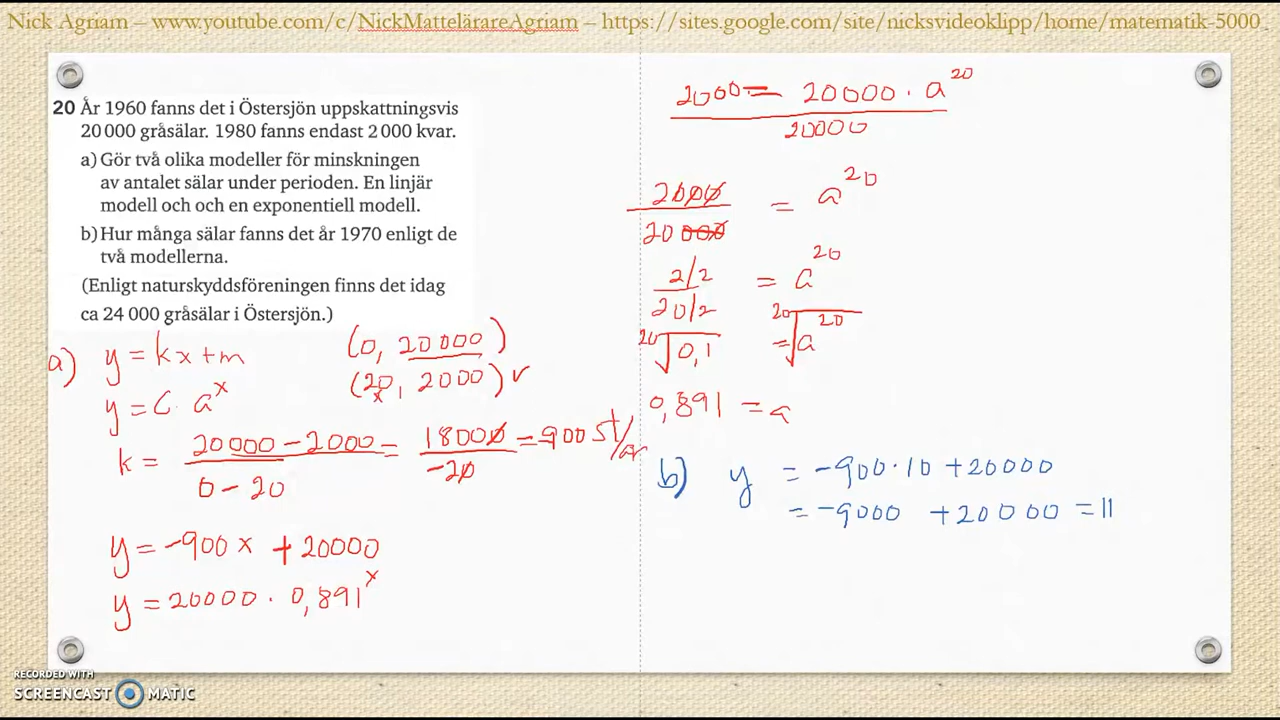 Nick Agriam – www.youtube.com/c/NickMattelärareAgriam – https://sites.google.com/site/nicksvideoklipp/home/matematik-5000
20 År 1960 fanns det i Östersjön uppskattningsvis
20 000 gråsälar. 1980 fanns endast 2 000 kvar.
a) Gör två olika modeller för minskningen
av antalet sälar under perioden. En linjär
modell och och en exponentiell modell.
b) Hur många sälar fanns det år 1970 enligt de
två modellerna.
(Enligt naturskyddsföreningen finns det idag
ca 24 000 gråsälar i Östersjön.)
a) y = kx+m (0, 20000)
y = C · a^x (20, 2000) ✓
x
k = (20000 - 2000)/(0 - 20) = 18000/-20 = -900 st/år
y = -900x + 20000
y = 20000 · 0,891^x
2000 = 20000 · a^20
20000
2000/20000 = a^20
2/2 = a^20
20/2
20√0,1 = 20√a^20
0,891 = a
b) y = -900·10 +20000
= -9000 +20000 = 11
RECORDED WITH
SCREENCAST MATIC